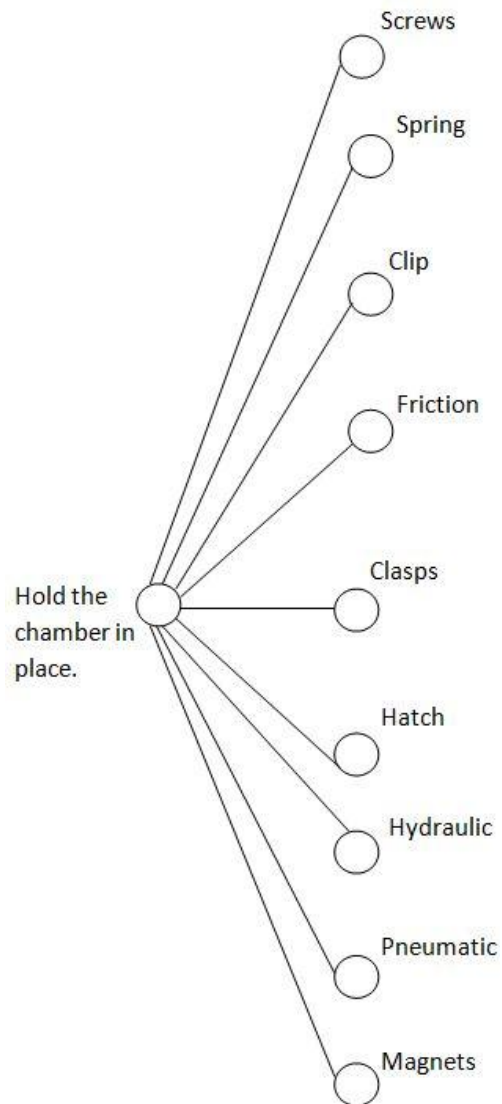 Screws
Spring
Clip
Friction
Clasps
Hold the
chamber in
place.
Hatch
Hydraulic
Pneumatic
Magnets